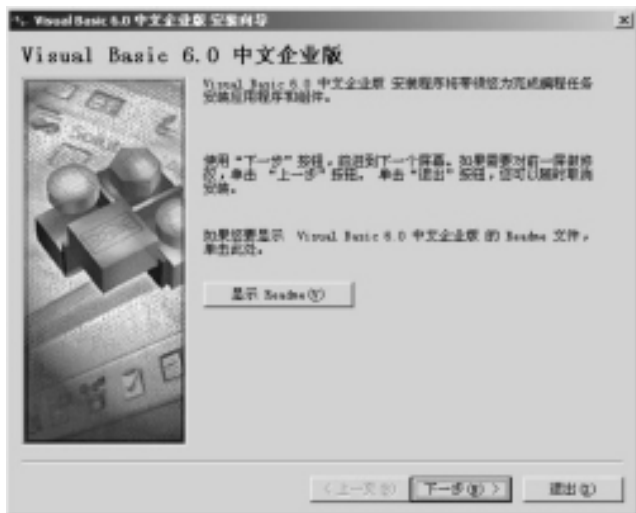 Visual Basic 6.0 中文企业版 安装向导
Visual Basic 6.0 中文企业版
Visual Basic 6.0 中文企业版 安装程序将带领您为完成编程任务
安装应用程序和组件。
使用“下一步”按钮，前进到下一个屏幕。如果需要对前一屏做修
改，单击 “上一步” 按钮。 单击“退出” 按钮，您可以随时取消
安装。
如果您要显示 Visual Basic 6.0 中文企业版 的 Readme 文件，
单击此处。
显示 Readme(V)
下一步(N) >
退出(X)